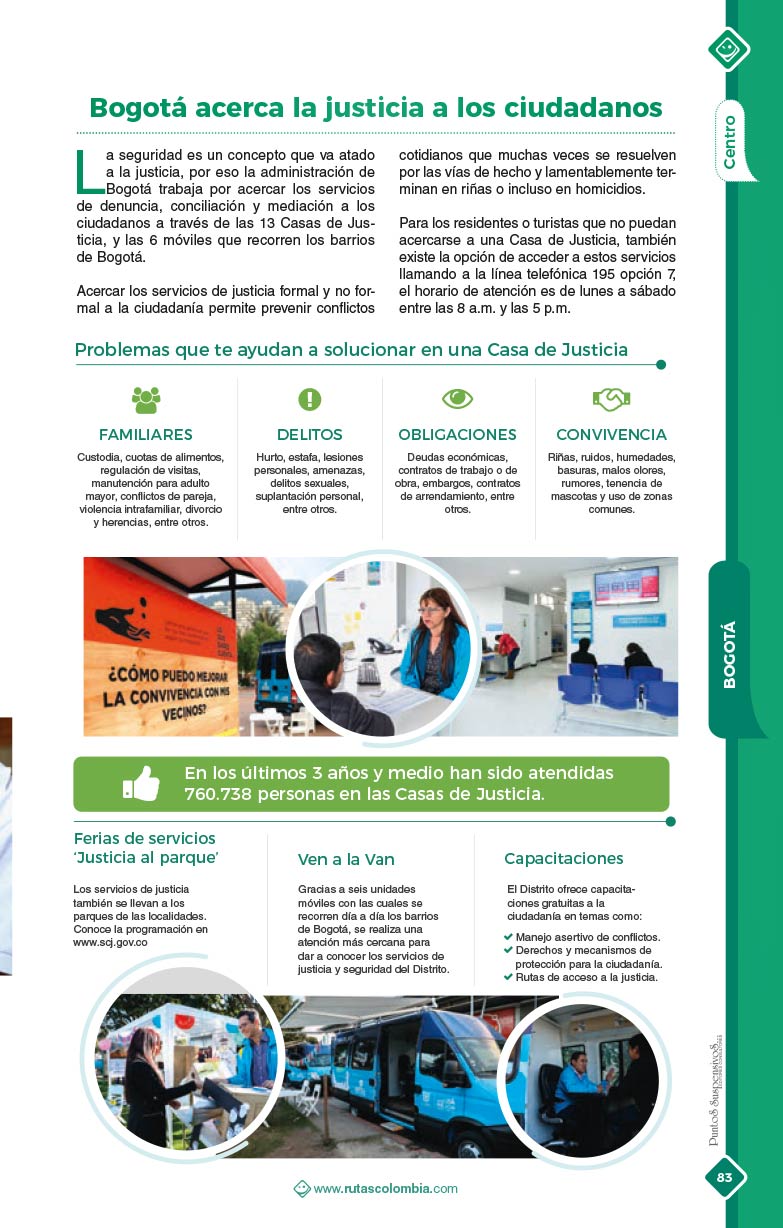 Bogotá acerca la justicia a los ciudadanos
La seguridad es un concepto que va atado
a la justicia, por eso la administración de
Bogotá trabaja por acercar los servicios
de denuncia, conciliación y mediación a los
ciudadanos a través de las 13 Casas de Jus-
ticia, y las 6 móviles que recorren los barrios
de Bogotá.
Acercar los servicios de justicia formal y no for-
mal a la ciudadanía permite prevenir conflictos
cotidianos que muchas veces se resuelven
por las vías de hecho y lamentablemente ter-
minan en riñas o incluso en homicidios.
Para los residentes o turistas que no puedan
acercarse a una Casa de Justicia, también
existe la opción de acceder a estos servicios
llamando a la línea telefónica 195 opción 7,
el horario de atención es de lunes a sábado
entre las 8 a.m. y las 5 p.m.
Centro
Problemas que te ayudan a solucionar en una Casa de Justicia
FAMILIARES
Custodia, cuotas de alimentos,
regulación de visitas,
manutención para adulto
mayor, conflictos de pareja,
violencia intrafamiliar, divorcio
y herencias, entre otros.
DELITOS
Hurto, estafa, lesiones
personales, amenazas,
delitos sexuales,
suplantación personal,
entre otros.
OBLIGACIONES
Deudas económicas,
contratos de trabajo o de
obra, embargos, contratos
de arrendamiento, entre
otros.
CONVIVENCIA
Riñas, ruidos, humedades,
basuras, malos olores,
rumores, tenencia de
mascotas y uso de zonas
comunes.
¿CÓMO PUEDO MEJORAR
LA CONVIVENCIA CON MIS
VECINOS?
BOGOTÁ
En los últimos 3 años y medio han sido atendidas
760.738 personas en las Casas de Justicia.
Ferias de servicios
‘Justicia al parque’
Los servicios de justicia
también se llevan a los
parques de las localidades.
Conoce la programación en
www.scj.gov.co
Ven a la Van
Gracias a seis unidades
móviles con las cuales se
recorren día a día los barrios
de Bogotá, se realiza una
atención más cercana para
dar a conocer los servicios de
justicia y seguridad del Distrito.
Capacitaciones
El Distrito ofrece capacita-
ciones gratuitas a la
ciudadanía en temas como:
Manejo asertivo de conflictos.
Derechos y mecanismos de
protección para la ciudadanía.
Rutas de acceso a la justicia.
PuntoS SuspensivoS
83
www.rutascolombia.com